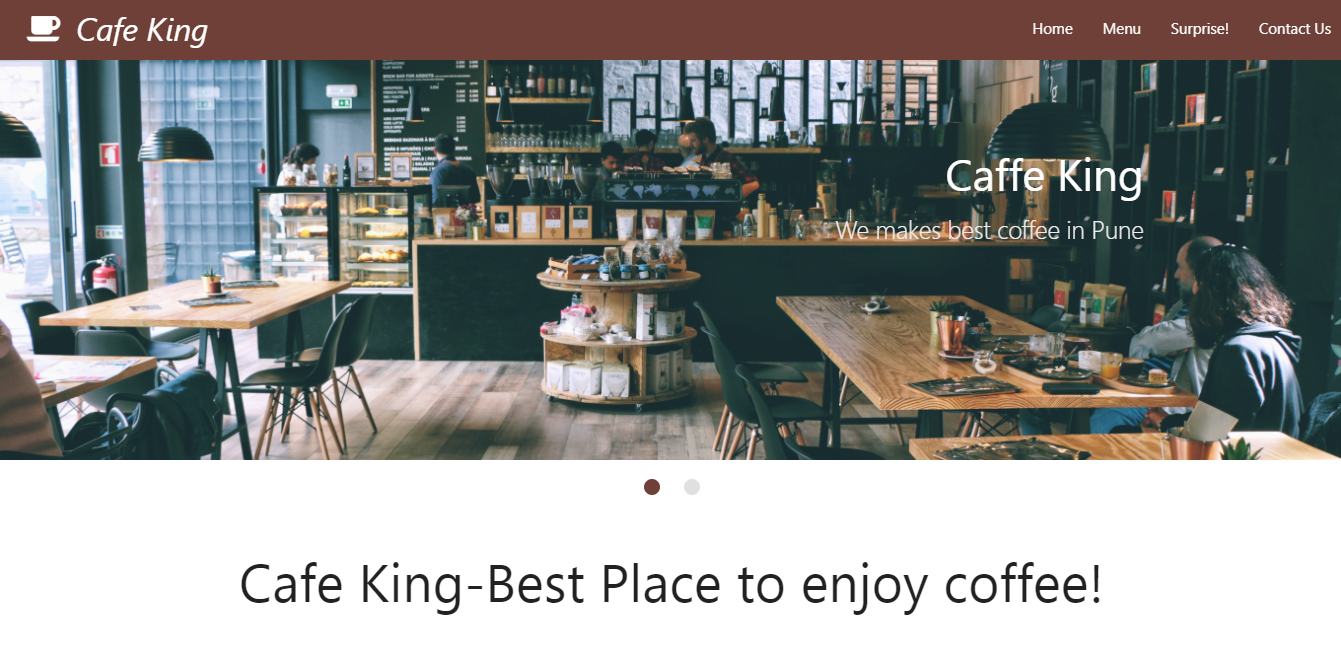 Cafe King
Home Menu Surprise! Contact Us
Caffe King
We makes best coffee in Pune
Cafe King-Best Place to enjoy coffee!